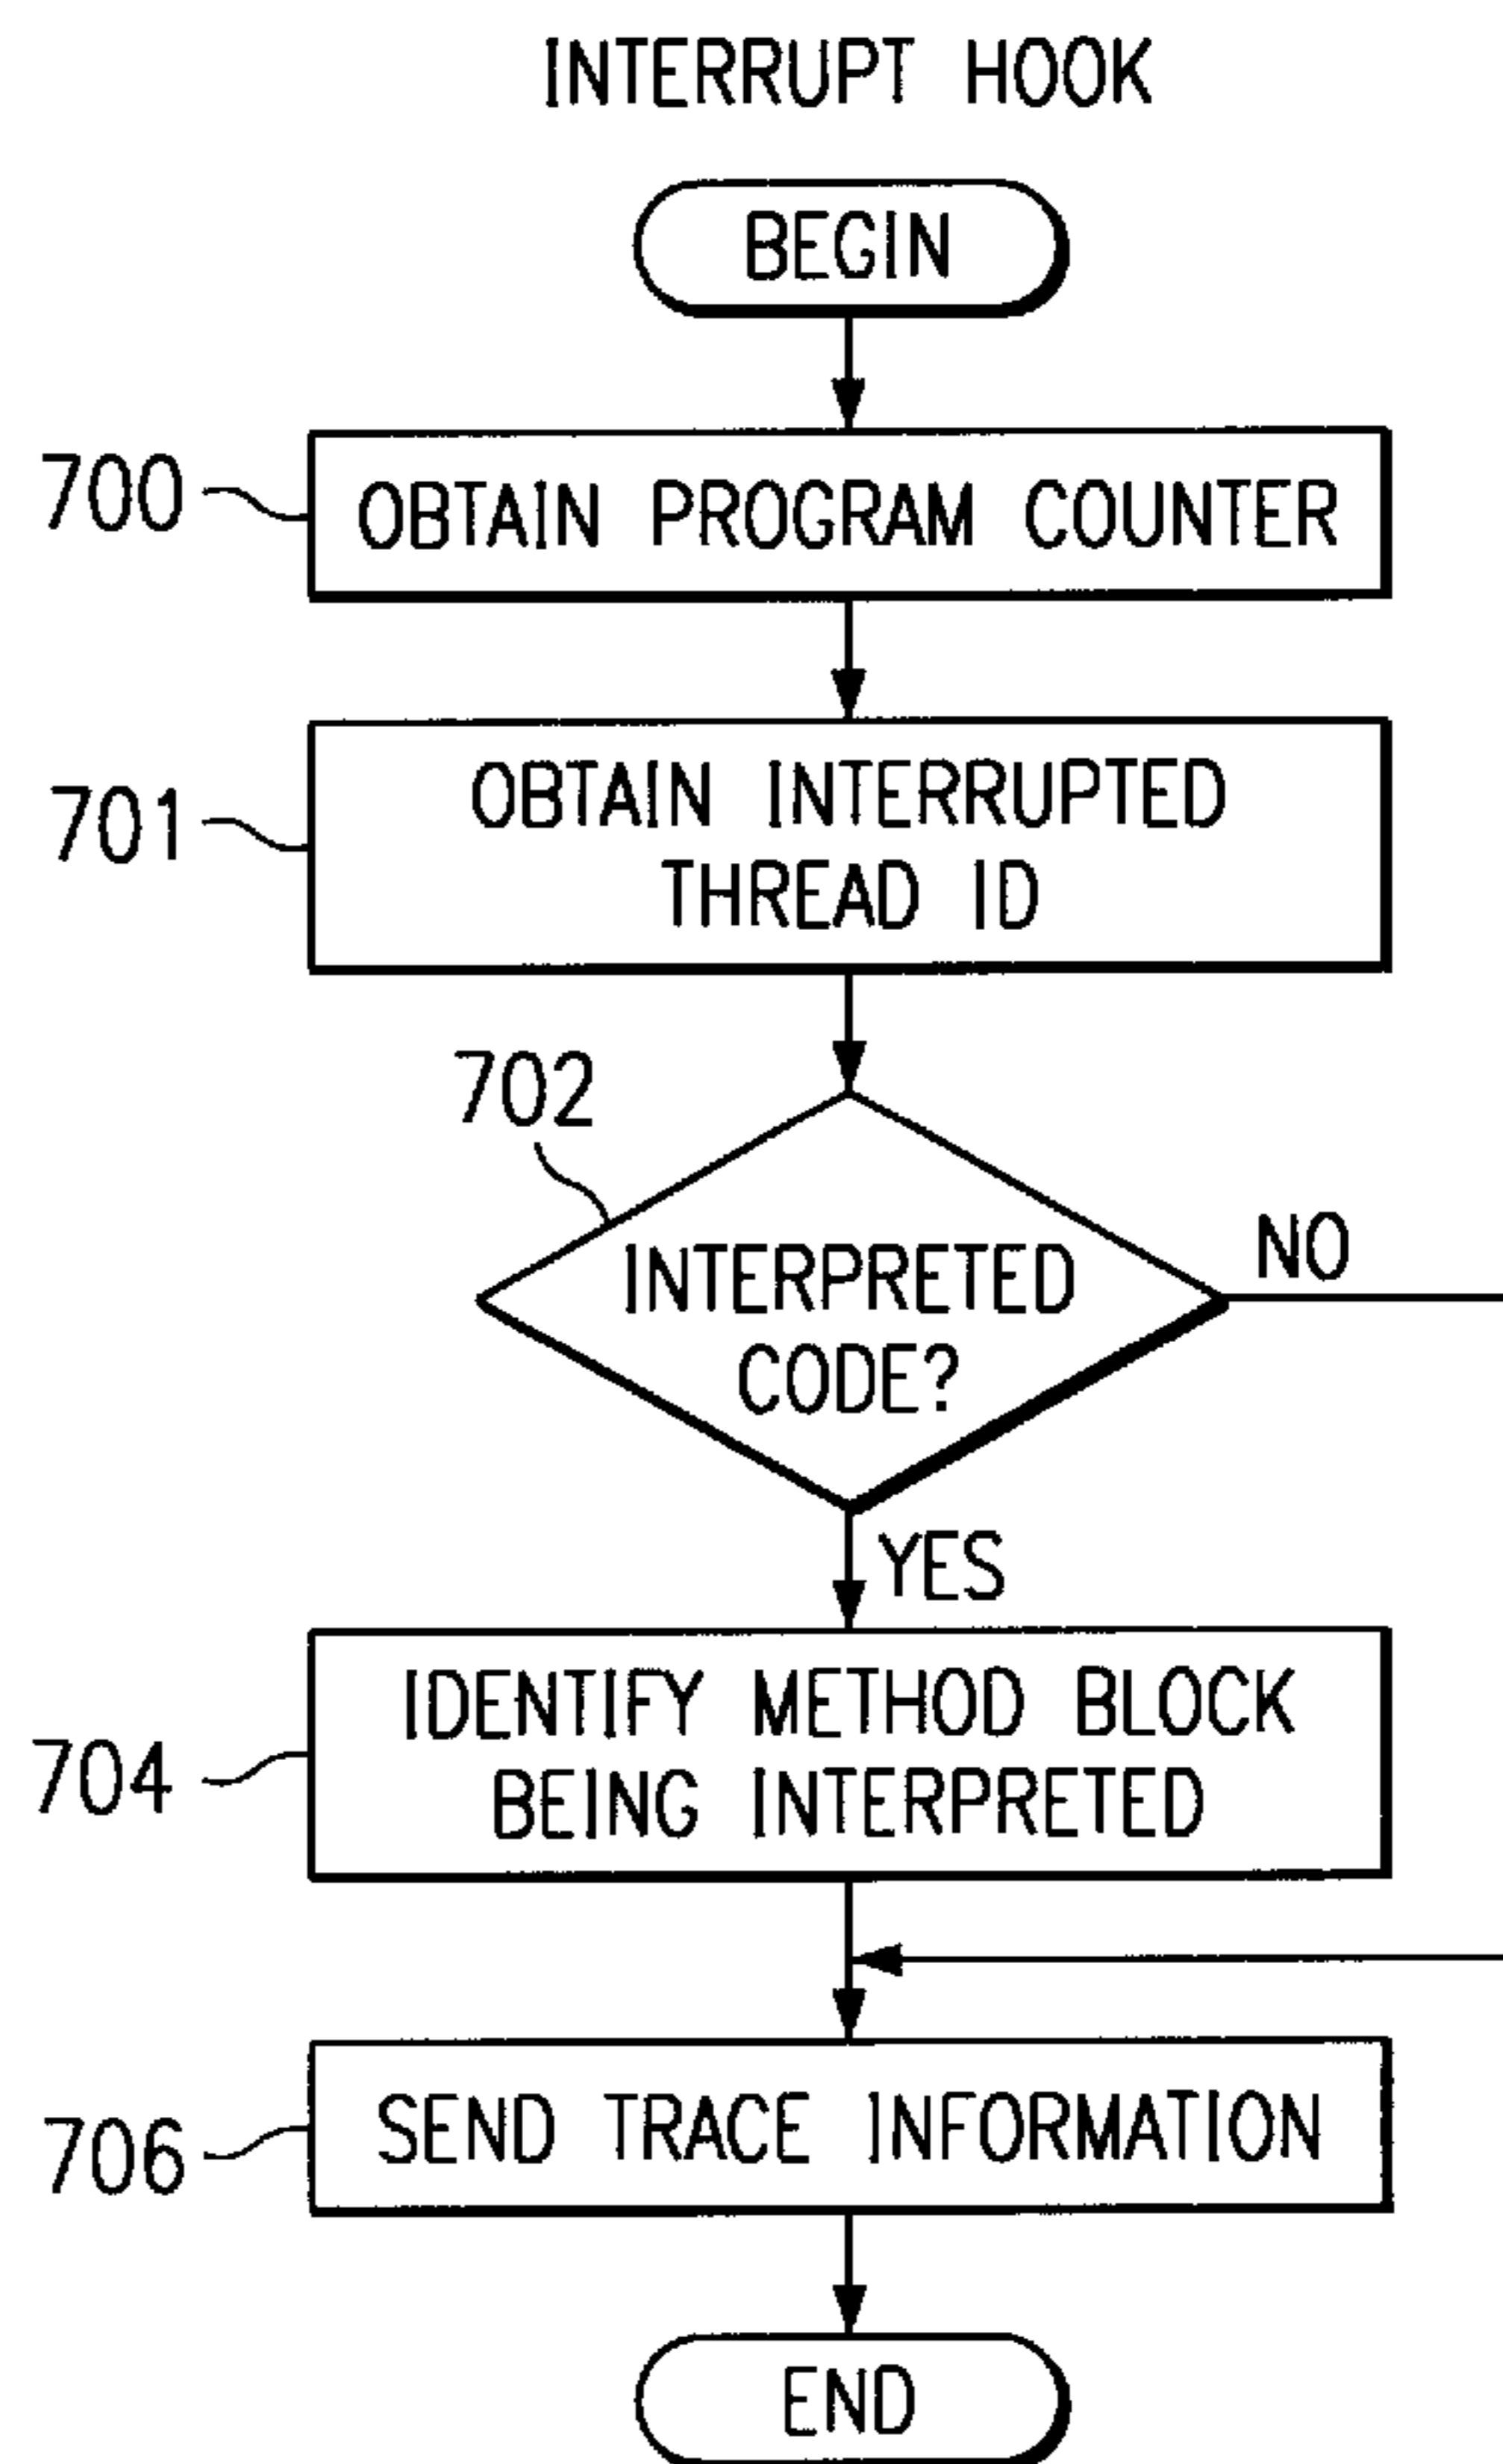 INTERRUPT HOOK
BEGIN
700
OBTAIN PROGRAM COUNTER
701
OBTAIN INTERRUPTED
THREAD ID
702
INTERPRETED
CODE?
NO
YES
704
IDENTIFY METHOD BLOCK
BEING INTERPRETED
706
SEND TRACE INFORMATION
END